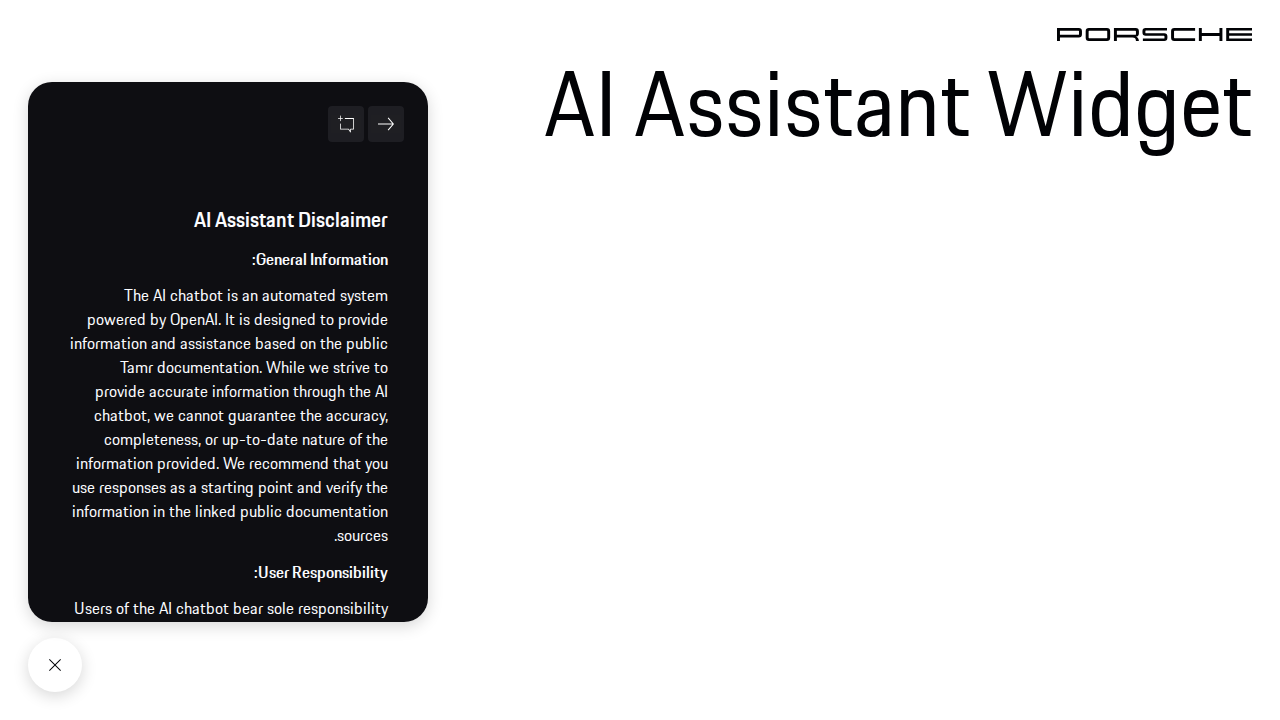 PORSCHE
AI Assistant Widget
AI Assistant Disclaimer
:General Information
The AI chatbot is an automated system
powered by OpenAI. It is designed to provide
information and assistance based on the public
Tamr documentation. While we strive to
provide accurate information through the AI
chatbot, we cannot guarantee the accuracy,
completeness, or up-to-date nature of the
information provided. We recommend that you
use responses as a starting point and verify the
information in the linked public documentation
.sources
:User Responsibility
Users of the AI chatbot bear sole responsibility